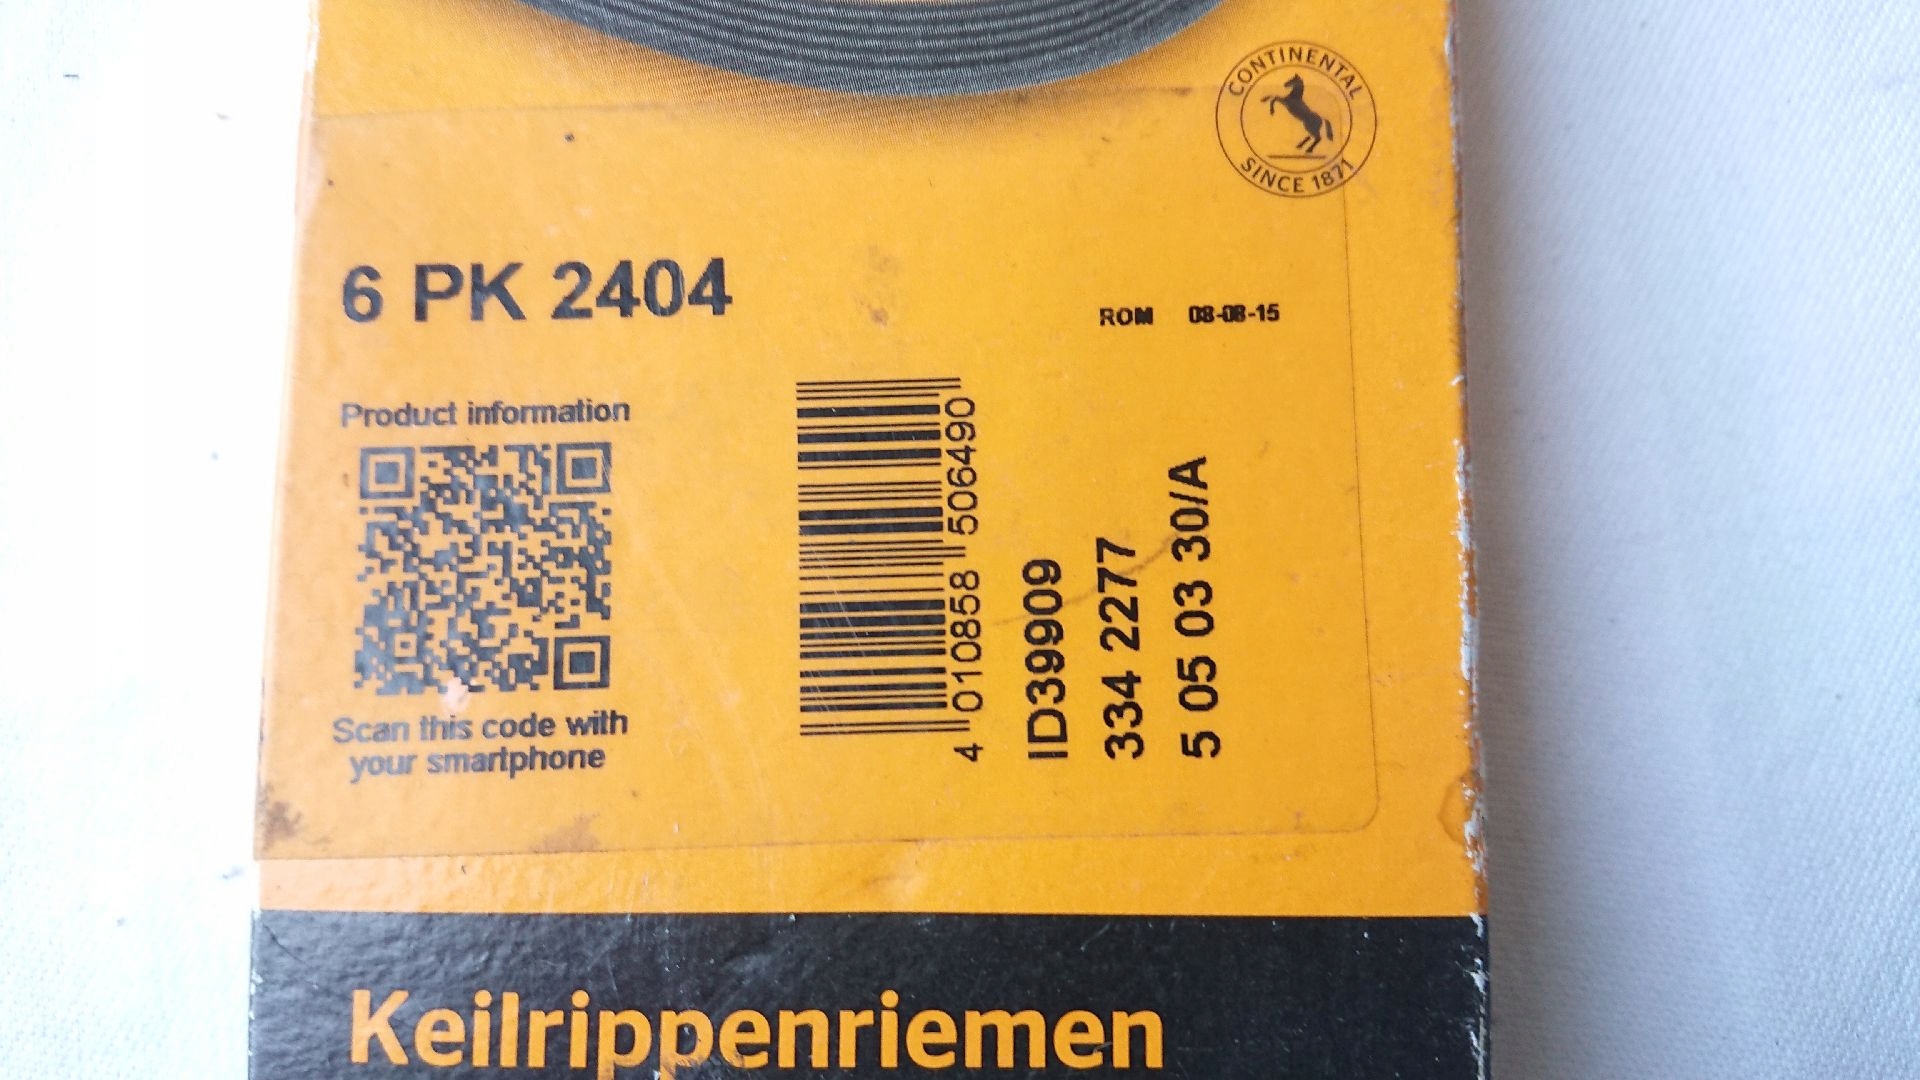 CONTINENTAL
SINCE 1871
6 PK 2404
ROM 08-08-15
Product information
Scan this code with
your smartphone
4 010858 506490
ID39909
334 2277
5 05 03 30/A
Keilrippenriemen